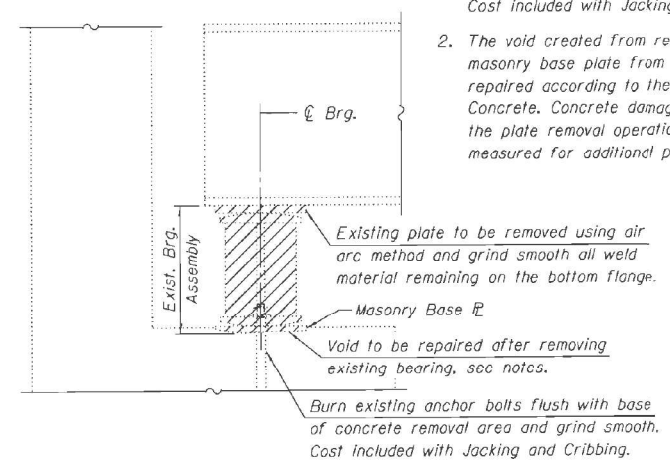 Cost included with Jacking
2. The void created from re
masonry base plate from
repaired according to the
Concrete. Concrete damag
the plate removal operatio
measured for additional p
℄ Brg.
Exist. Brg.
Assembly
Existing plate to be removed using air
arc method and grind smooth all weld
material remaining on the bottom flange.
Masonry Base ⅊
Void to be repaired after removing
existing bearing, see notes.
Burn existing anchor bolts flush with base
of concrete removal area and grind smooth.
Cost included with Jacking and Cribbing.